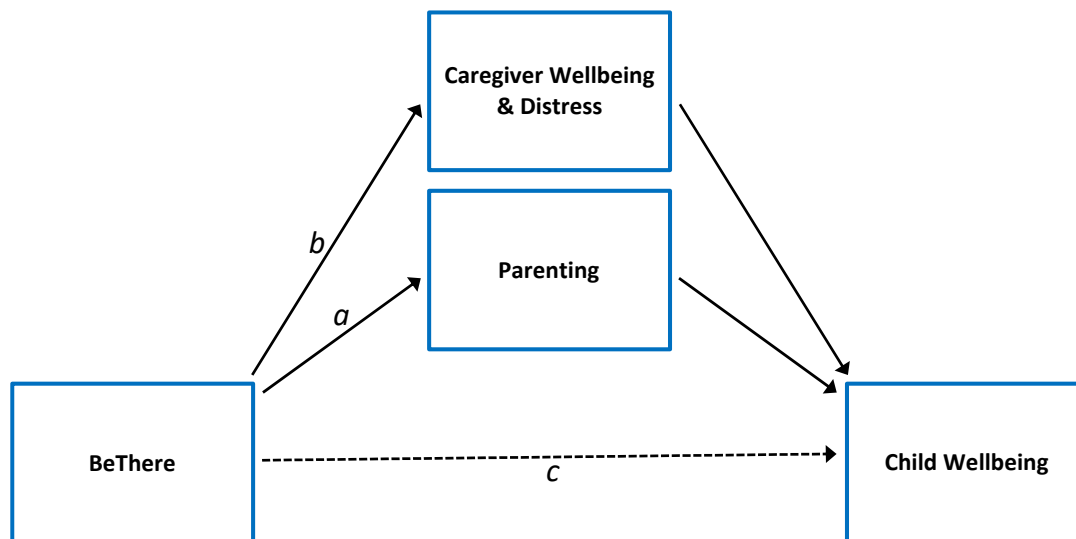 Caregiver Wellbeing
& Distress
b
Parenting
a
BeThere
c
Child Wellbeing